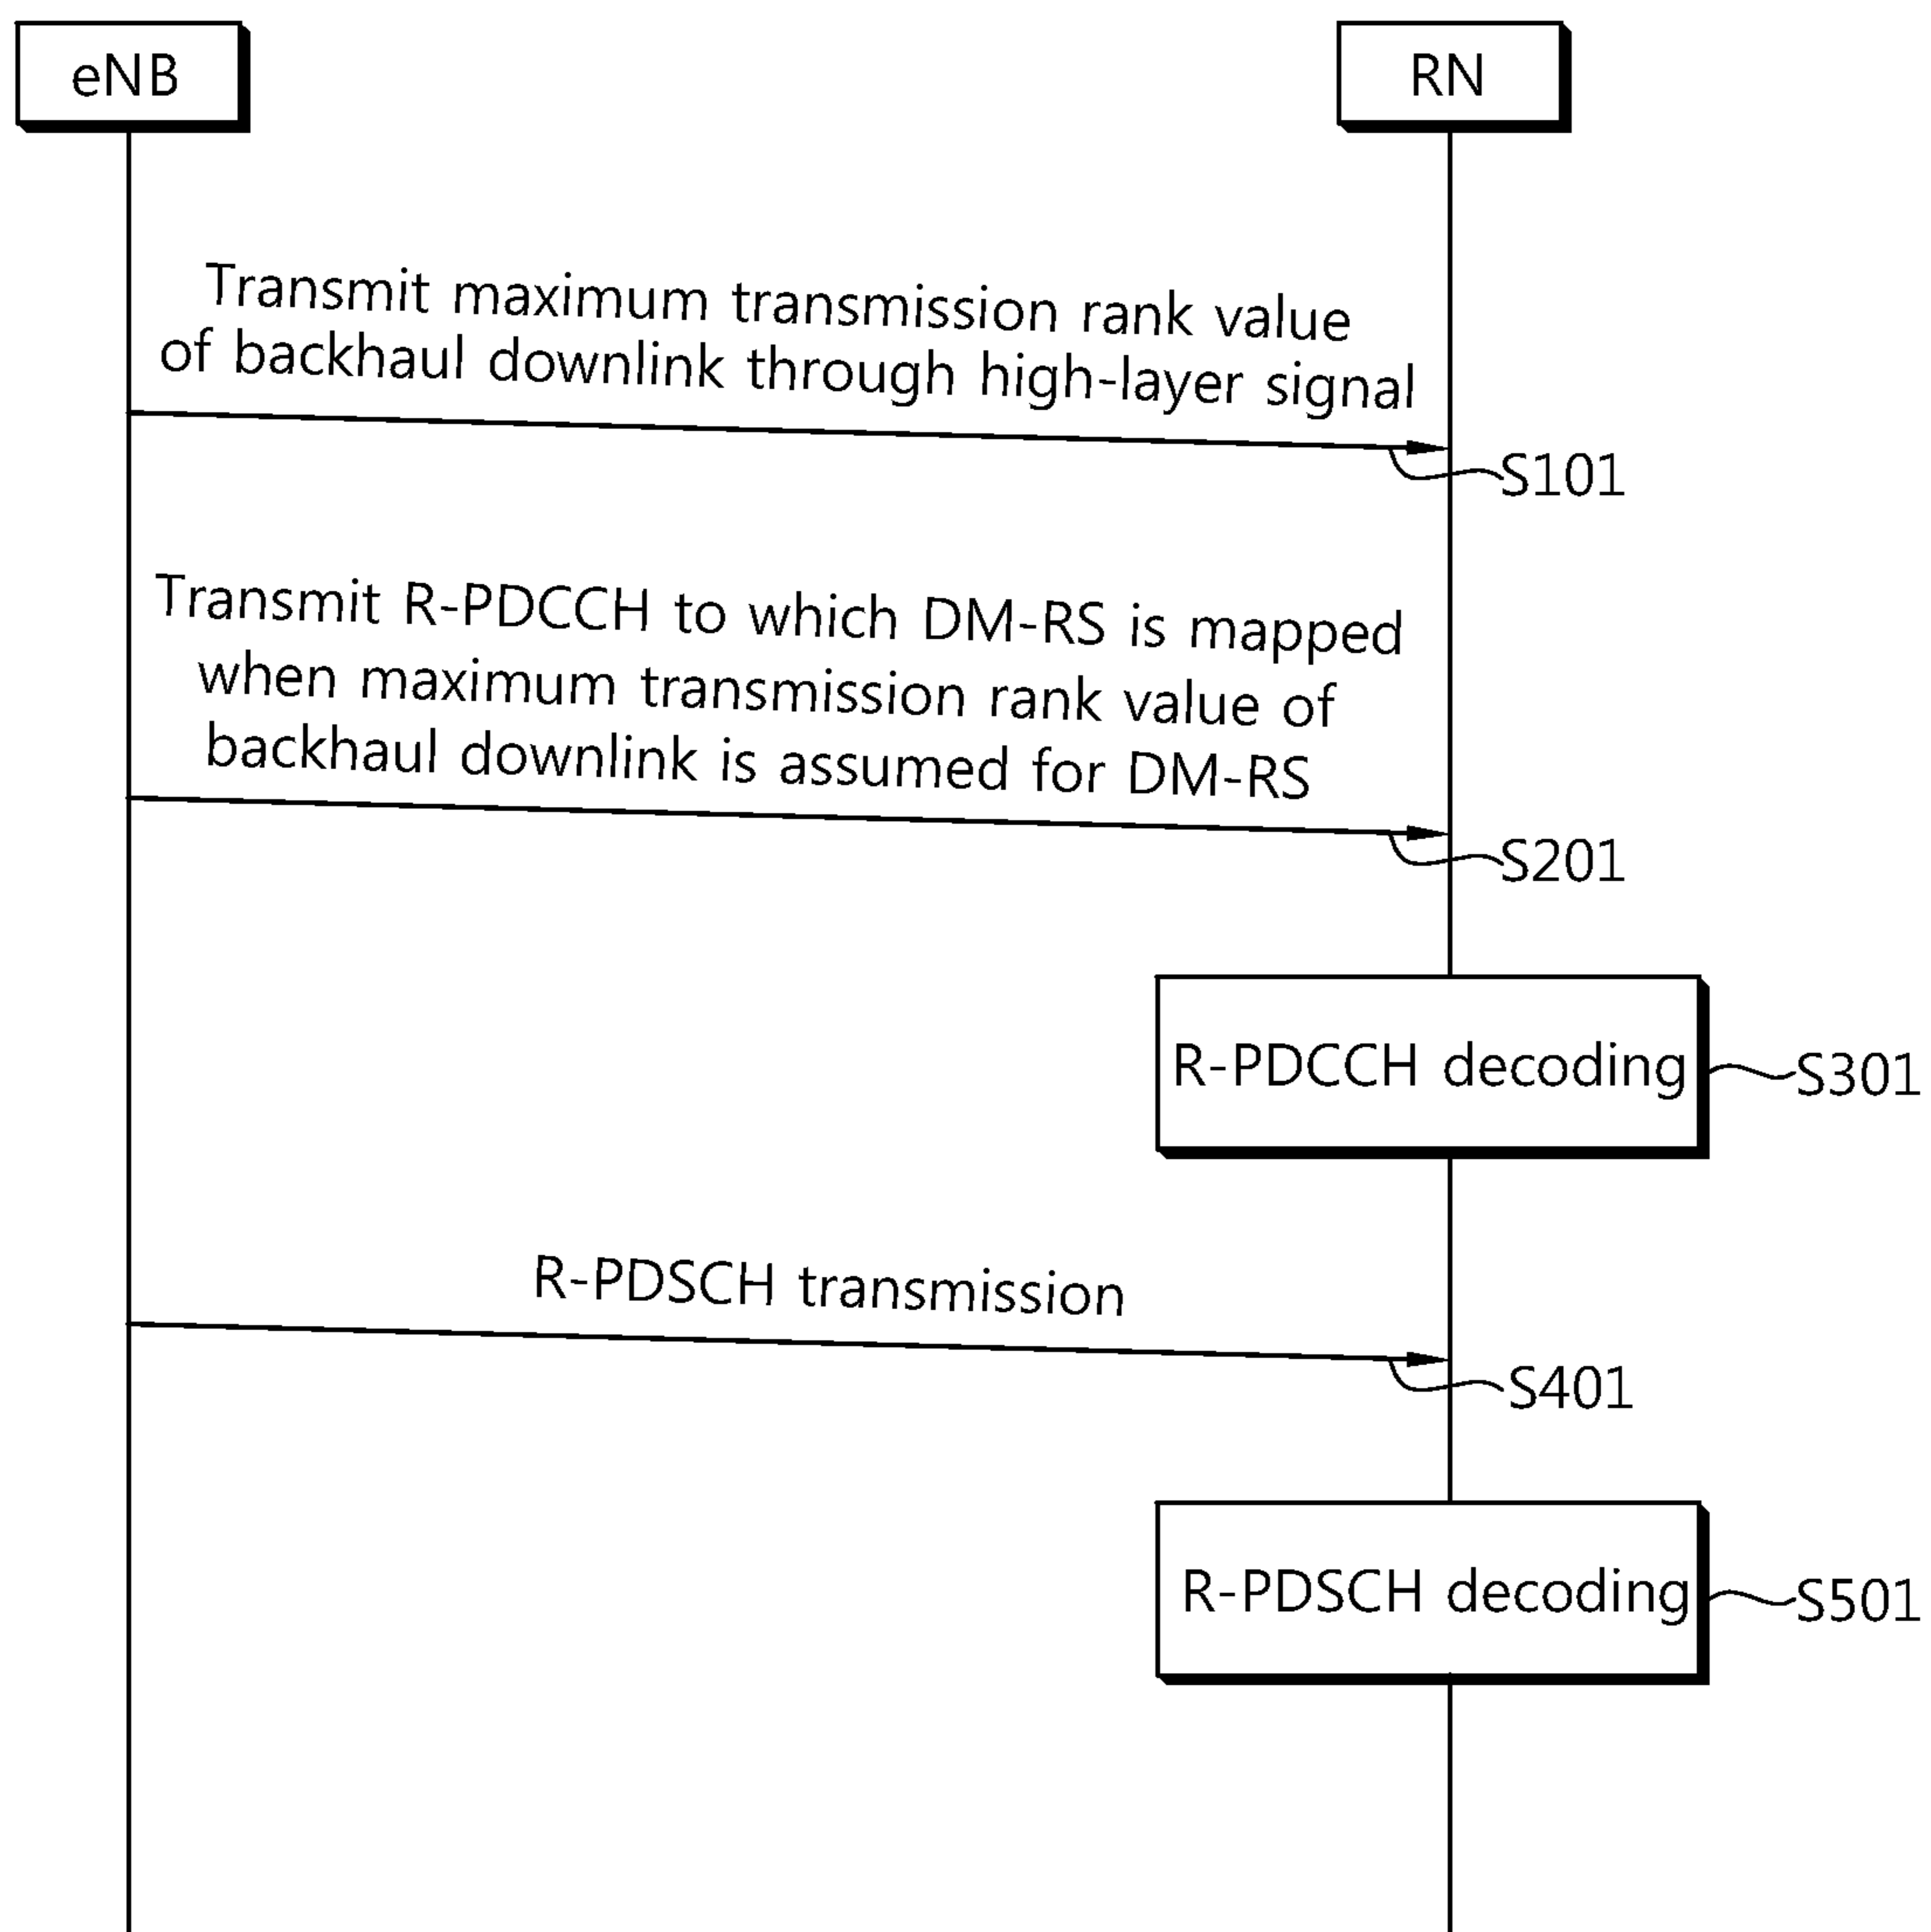 eNB
RN
Transmit maximum transmission rank value
of backhaul downlink through high-layer signal
S101
Transmit R-PDCCH to which DM-RS is mapped
when maximum transmission rank value of
backhaul downlink is assumed for DM-RS
S201
R-PDCCH decoding
S301
R-PDSCH transmission
S401
R-PDSCH decoding
S501